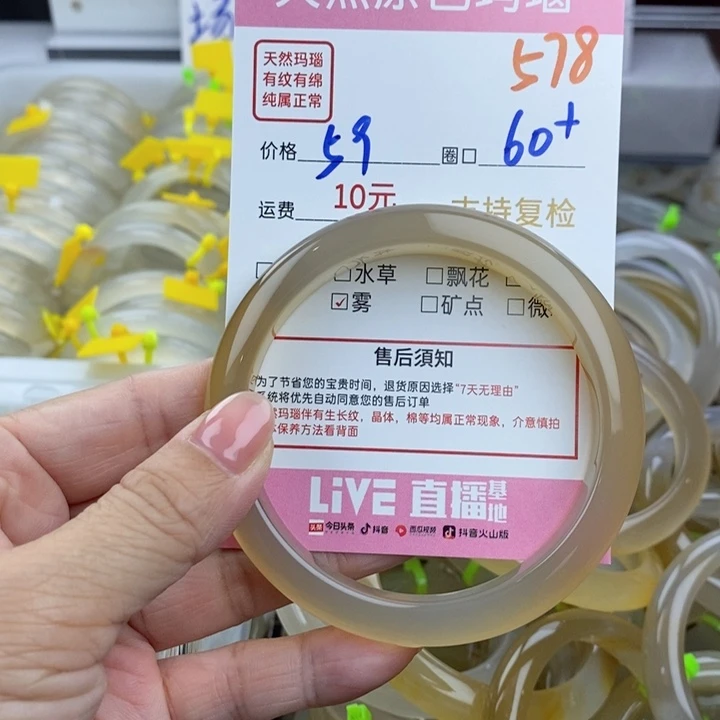 天然原色玛瑙
天然玛瑙
有纹有绵
纯属正常
578
价格 59 圈口 60+
运费 10元 支持复检
水草 飘花
✓雾 矿点 微
售后须知
为了节省您的宝贵时间，退货原因选择“7天无理由”
系统将优先自动同意您的售后订单
然玛瑙伴有生长纹，晶体，棉等均属正常现象，介意慎拍
保养方法看背面
LiVE 直播基地
头条 今日头条 抖音 西瓜视频 抖音火山版